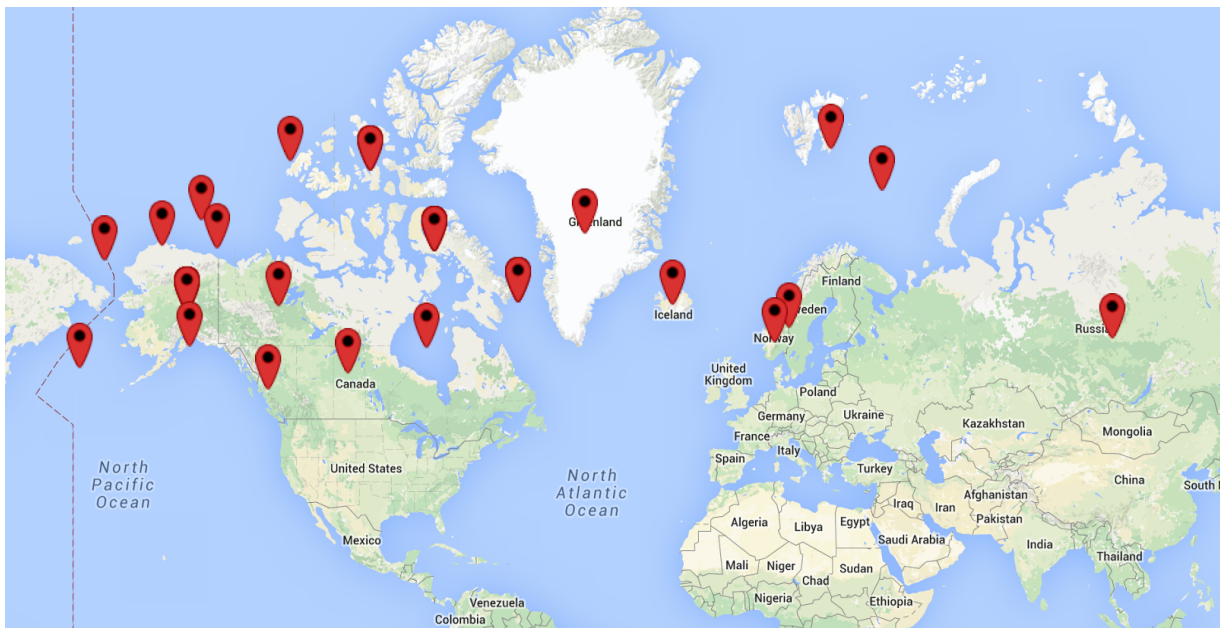 Greenland
Finland
Iceland
Sweden
Russia
Norway
United
Kingdom
Canada
Poland
Germany
Ukraine
Kazakhstan
Mongolia
France
Italy
Spain
United States
Turkey
North
Pacific
Ocean
North
Atlantic
Ocean
China
South
Iraq
Iran
Afghanistan
Pakistan
Algeria
Libya
Egypt
Saudi Arabia
Mexico
India
Thailand
Mali
Niger
Chad
Sudan
Nigeria
Ethiopia
Venezuela
Colombia